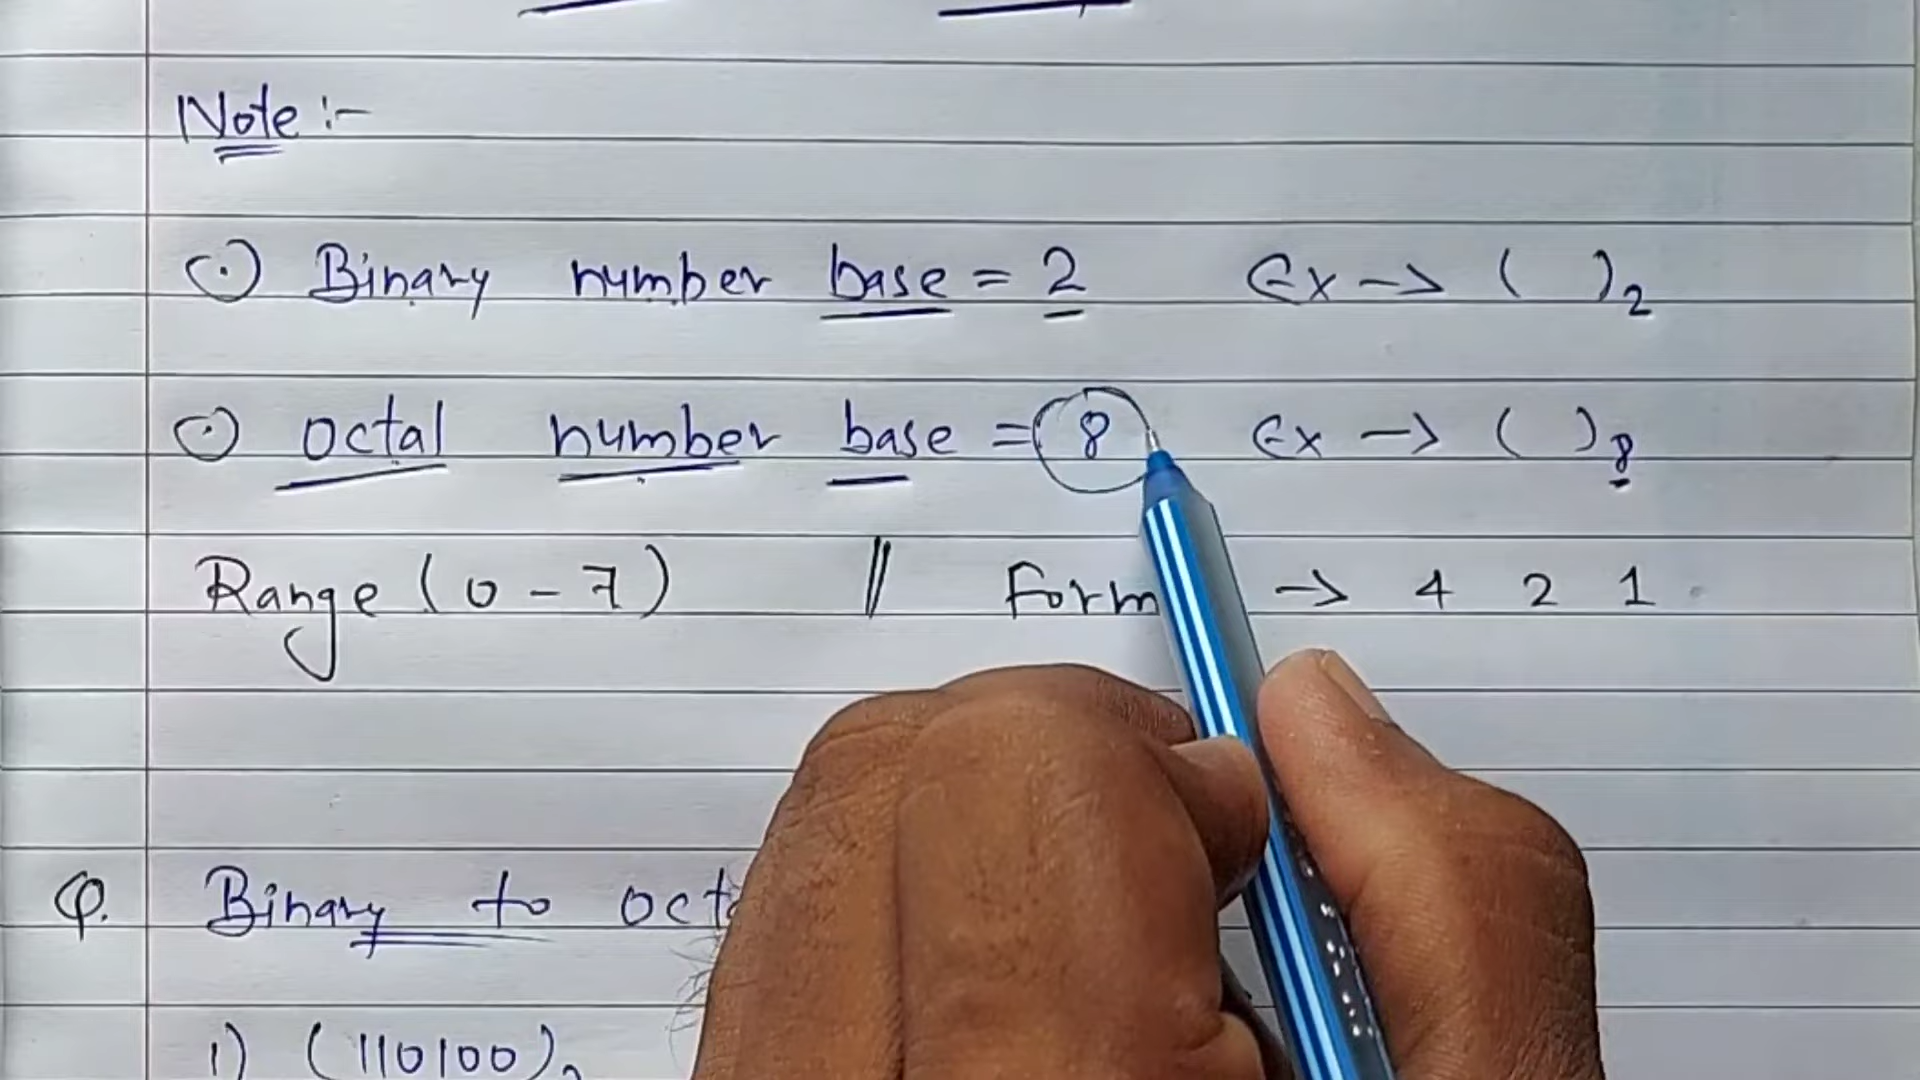 Note :-
Binary number base = 2 Ex → ( )2
octal number base = 8 Ex → ( )8
Range (0 - 7) || Form → 4 2 1
Q. Binary to oct
1) (110100)2